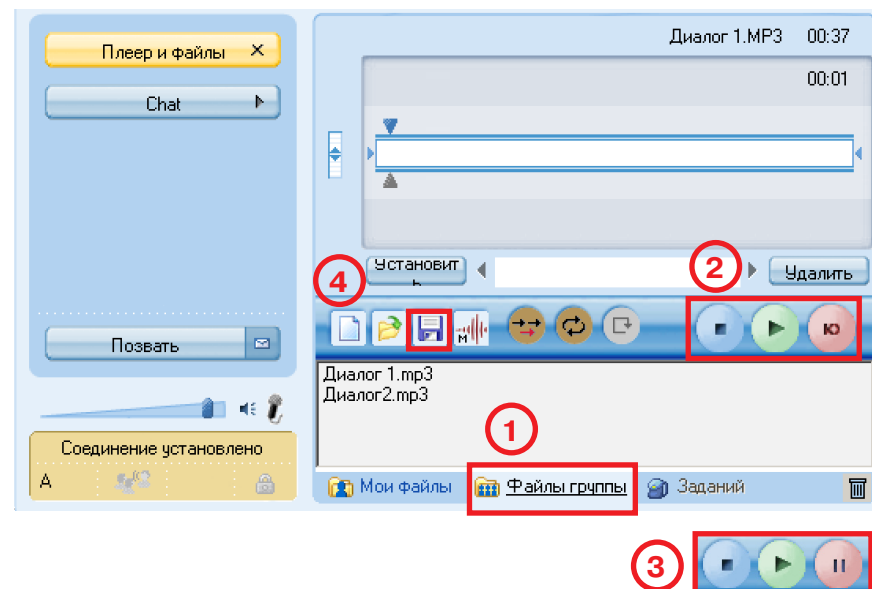 Плеер и файлы X
Chat
Диалог 1.MP3 00:37
00:01
4
Установит
ь
2
Удалить
М
Ю
Позвать
Диалог 1.mp3
Диалог2.mp3
1
Соединение установлено
А
Мои файлы
Файлы группы
Заданий
3